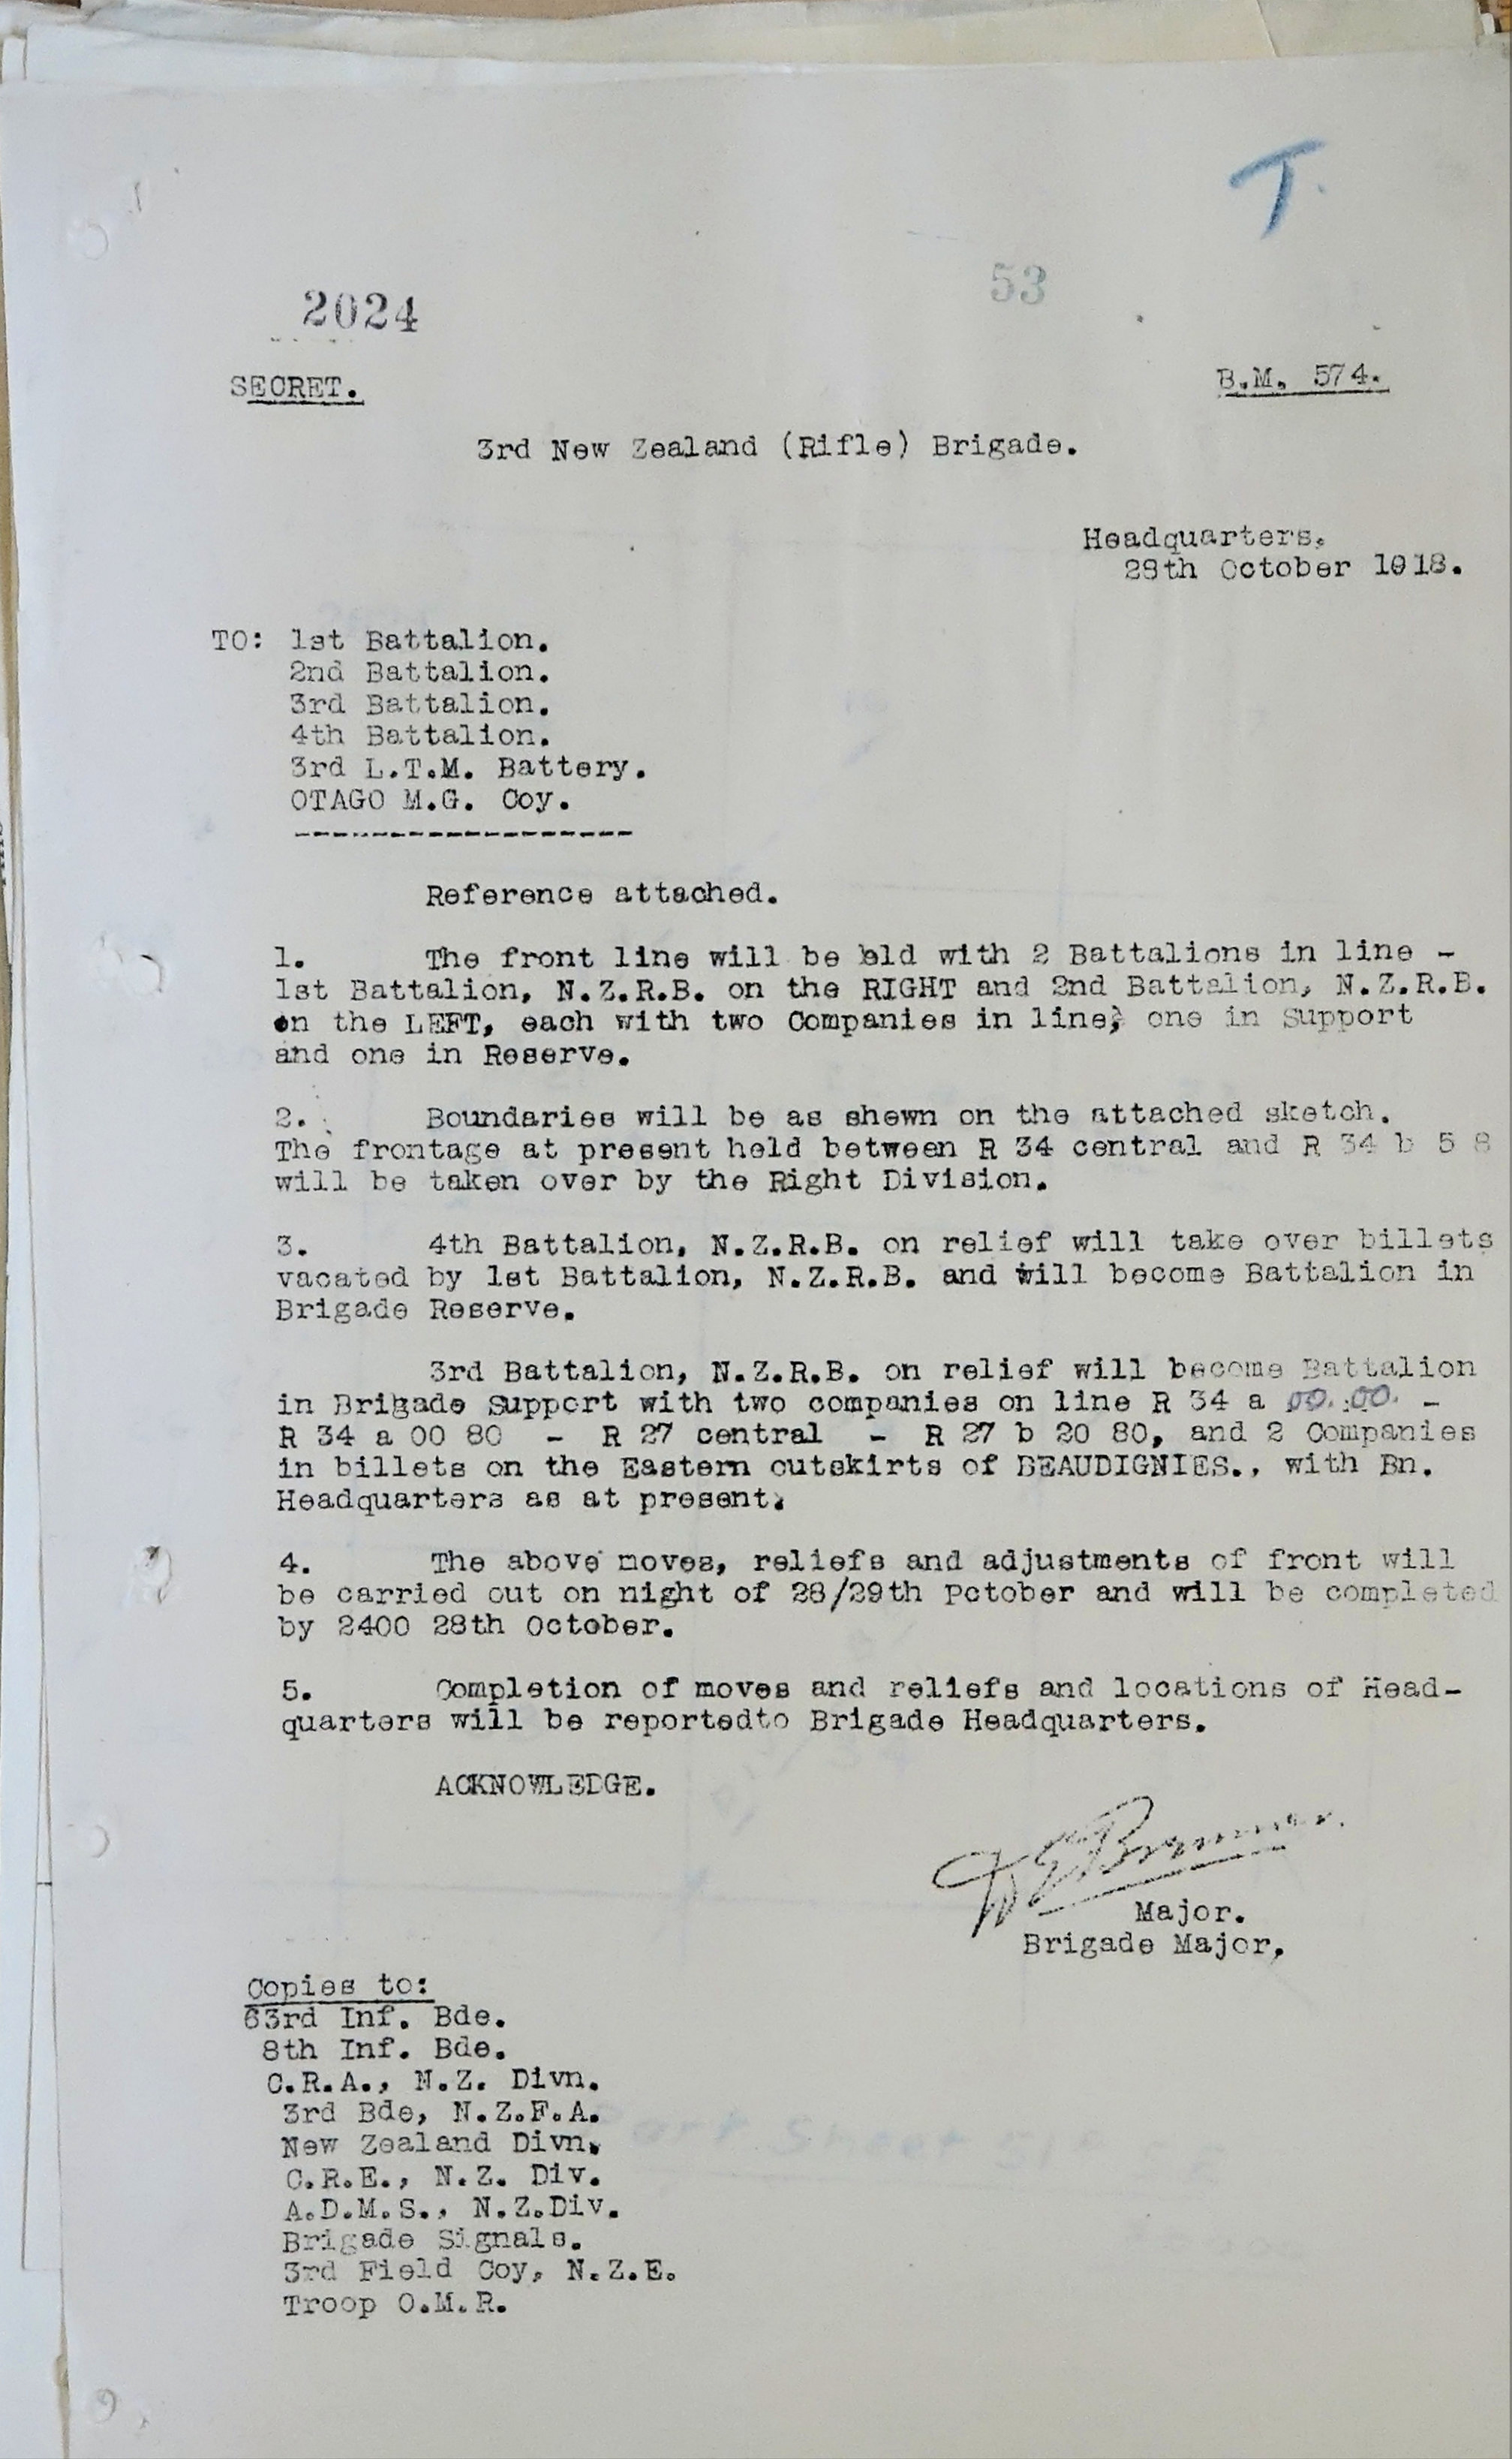 T.
2024
53
SECRET.
B.M. 574.
3rd New Zealand (Rifle) Brigade.
Headquarters,
28th October 1918.
TO: 1st Battalion.
2nd Battalion.
3rd Battalion.
4th Battalion.
3rd L.T.M. Battery.
OTAGO M.G. Coy.
----------------------
Reference attached.
1. The front line will be hld with 2 Battalions in line -
1st Battalion, N.Z.R.B. on the RIGHT and 2nd Battalion, N.Z.R.B.
on the LEFT, each with two Companies in line, one in Support
and one in Reserve.
2. Boundaries will be as shewn on the attached sketch.
The frontage at present held between R 34 central and R 34 b 5 8
will be taken over by the Right Division.
3. 4th Battalion, N.Z.R.B. on relief will take over billets
vacated by 1st Battalion, N.Z.R.B. and will become Battalion in
Brigade Reserve.
3rd Battalion, N.Z.R.B. on relief will become Battalion
in Brigade Support with two companies on line R 34 a 00.00. -
R 34 a 00 80 - R 27 central - R 27 b 20 80, and 2 Companies
in billets on the Eastern outskirts of BEAUDIGNIES., with Bn.
Headquarters as at present.
4. The above moves, reliefs and adjustments of front will
be carried out on night of 28/29th Pctober and will be completed
by 2400 28th October.
5. Completion of moves and reliefs and locations of Head-
quarters will be reportedto Brigade Headquarters.
ACKNOWLEDGE.
Major.
Brigade Major,
Copies to:
63rd Inf. Bde.
8th Inf. Bde.
C.R.A., N.Z. Divn.
3rd Bde, N.Z.F.A.
New Zealand Divn.
C.R.E., N.Z. Div.
A.D.M.S., N.Z.Div.
Brigade Signals.
3rd Field Coy, N.Z.E.
Troop O.M.R.